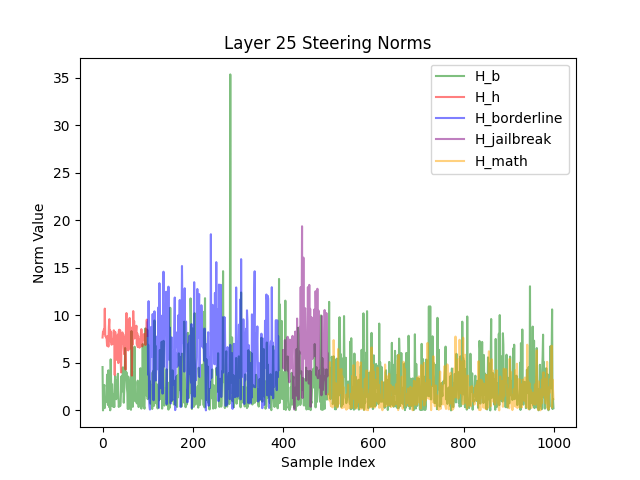 Layer 25 Steering Norms
H_b
H_h
H_borderline
H_jailbreak
H_math
Norm Value
35
30
25
20
15
10
5
0
0 200 400 600 800 1000
Sample Index